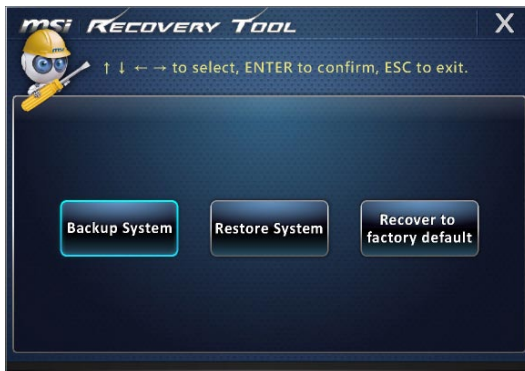 msi RECOVERY TOOL X
↑ ↓ ← → to select, ENTER to confirm, ESC to exit.
Backup System
Restore System
Recover to
factory default